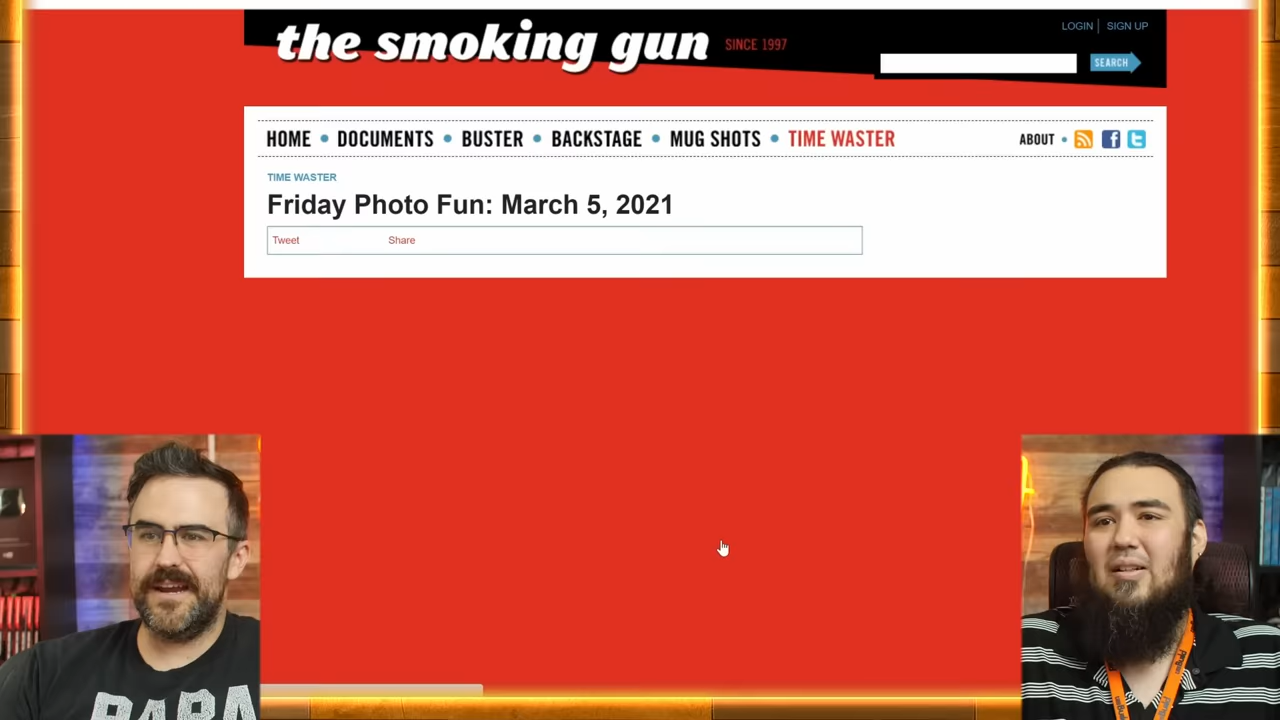 LOGIN
SIGN UP
the smoking gun
SINCE 1997
SEARCH
HOME • DOCUMENTS • BUSTER • BACKSTAGE • MUG SHOTS • TIME WASTER
ABOUT •
TIME WASTER
Friday Photo Fun: March 5, 2021
Tweet
Share